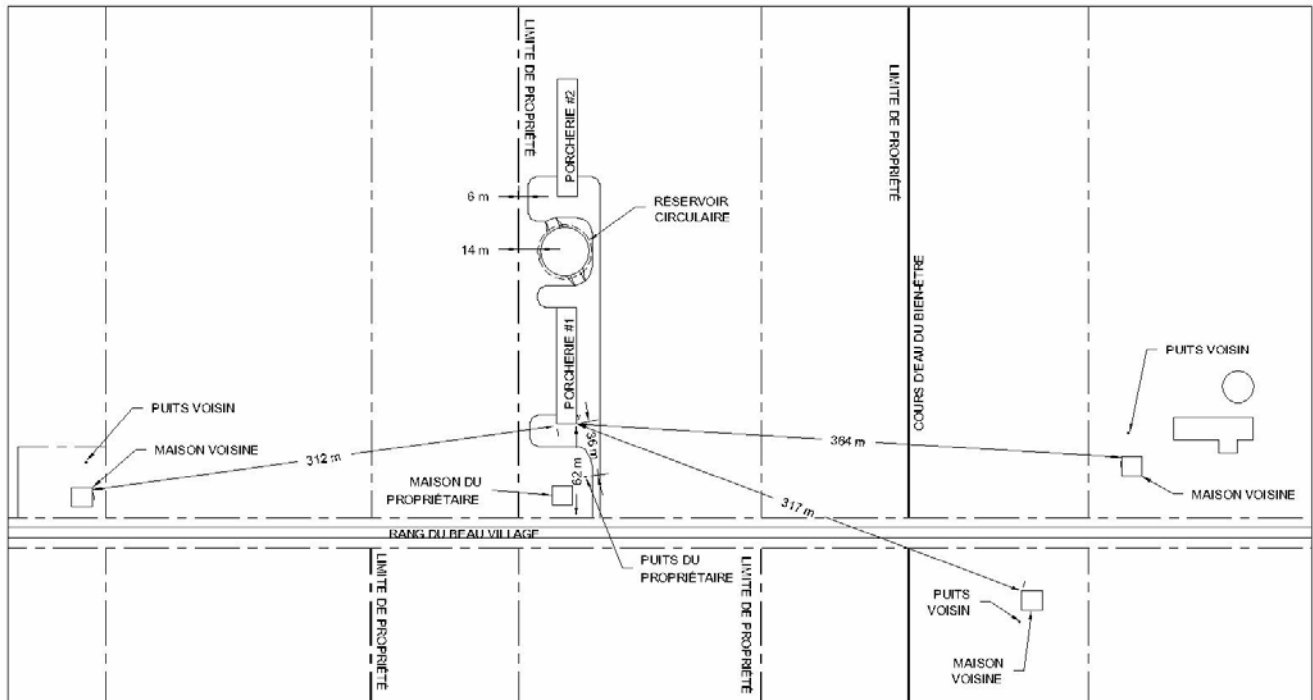 LIMITE DE PROPRIÉTÉ
PORCHERIE #2
LIMITE DE PROPRIÉTÉ
6 m
RÉSERVOIR
CIRCULAIRE
14 m
COURS D'EAU DU BIEN-ÊTRE
PORCHERIE #1
PUITS VOISIN
PUITS VOISIN
MAISON VOISINE
312 m
36 m
364 m
62 m
MAISON DU
PROPRIÉTAIRE
MAISON VOISINE
317 m
RANG DU BEAU VILLAGE
PUITS DU
PROPRIÉTAIRE
LIMITE DE PROPRIÉTÉ
LIMITE DE PROPRIÉTÉ
PUITS
VOISIN
MAISON
VOISINE